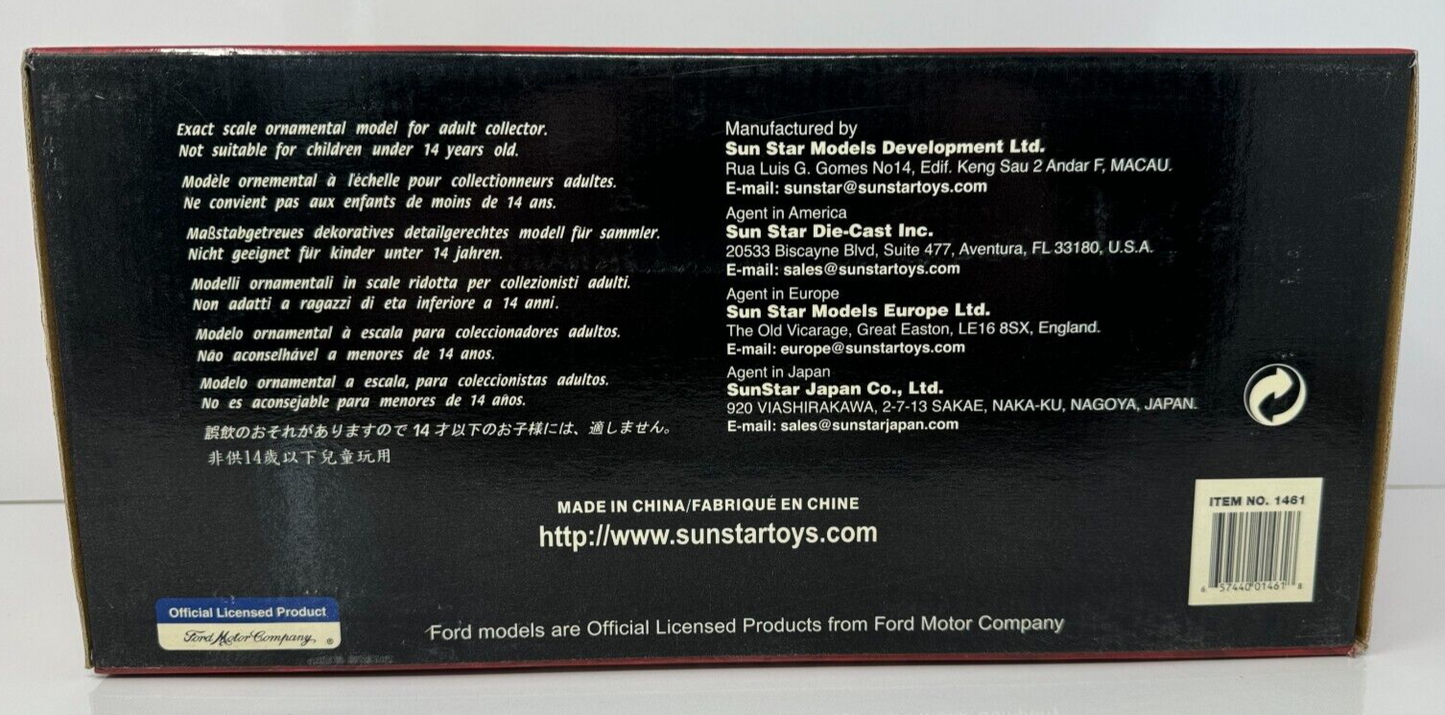 Exact scale ornamental model for adult collector.
Not suitable for children under 14 years old.
Modèle ornemental à l'échelle pour collectionneurs adultes.
Ne convient pas aux enfants de moins de 14 ans.
Maßstabgetreues dekoratives detailgerechtes modell für sammler.
Nicht geeignet für kinder unter 14 jahren.
Modelli ornamentali in scale ridotta per collezionisti adulti.
Non adatti a ragazzi di eta inferiore a 14 anni.
Modelo ornamental à escala para coleccionadores adultos.
Não aconselhável a menores de 14 anos.
Modelo ornamental a escala, para coleccionistas adultos.
No es aconsejable para menores de 14 años.
誤飲のおそれがありますので 14 才以下のお子様には、適しません。
非供14歲以下兒童玩用
Manufactured by
Sun Star Models Development Ltd.
Rua Luis G. Gomes No14, Edif. Keng Sau 2 Andar F, MACAU.
E-mail: sunstar@sunstartoys.com
Agent in America
Sun Star Die-Cast Inc.
20533 Biscayne Blvd, Suite 477, Aventura, FL 33180, U.S.A.
E-mail: sales@sunstartoys.com
Agent in Europe
Sun Star Models Europe Ltd.
The Old Vicarage, Great Easton, LE16 8SX, England.
E-mail: europe@sunstartoys.com
Agent in Japan
SunStar Japan Co., Ltd.
920 VIASHIRAKAWA, 2-7-13 SAKAE, NAKA-KU, NAGOYA, JAPAN.
E-mail: sales@sunstarjapan.com
MADE IN CHINA/FABRIQUÉ EN CHINE
http://www.sunstartoys.com
ITEM NO. 1461
6 57440 01461 8
Official Licensed Product
Ford Motor Company, ®
Ford models are Official Licensed Products from Ford Motor Company